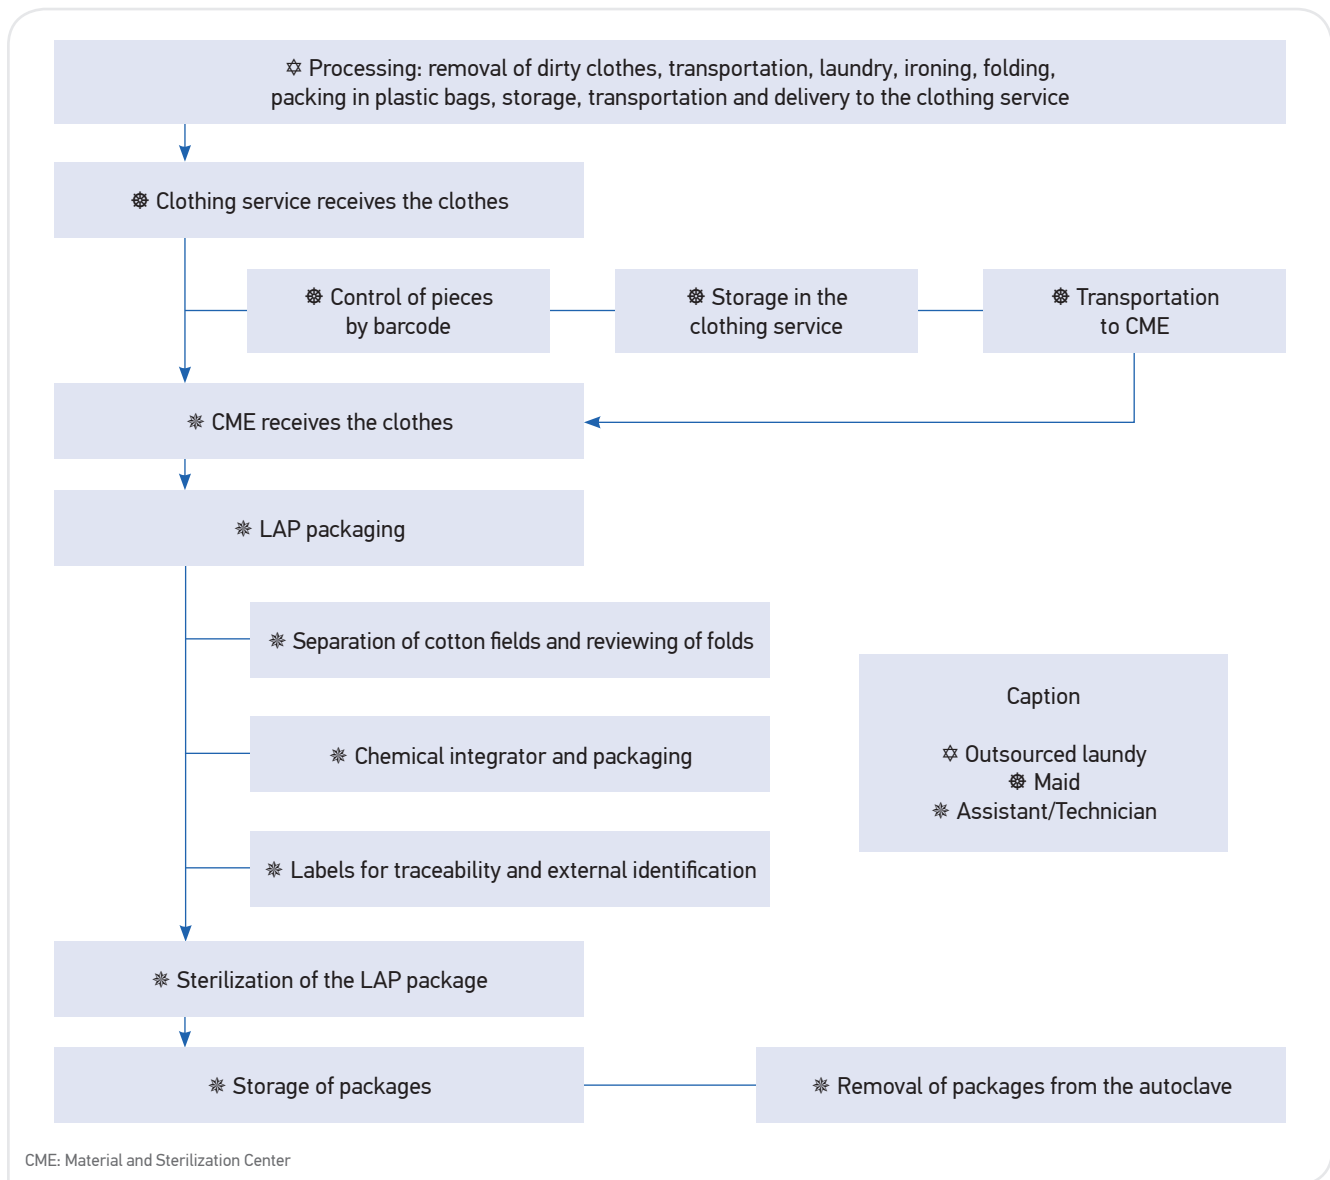 ✡ Processing: removal of dirty clothes, transportation, laundry, ironing, folding,
packing in plastic bags, storage, transportation and delivery to the clothing service
☸ Clothing service receives the clothes
☸ Control of pieces
by barcode
☸ Storage in the
clothing service
☸ Transportation
to CME
✵ CME receives the clothes
✵ LAP packaging
✵ Separation of cotton fields and reviewing of folds
✵ Chemical integrator and packaging
✵ Labels for traceability and external identification
Caption
✡ Outsourced laundy
☸ Maid
✵ Assistant/Technician
✵ Sterilization of the LAP package
✵ Storage of packages
✵ Removal of packages from the autoclave
CME: Material and Sterilization Center